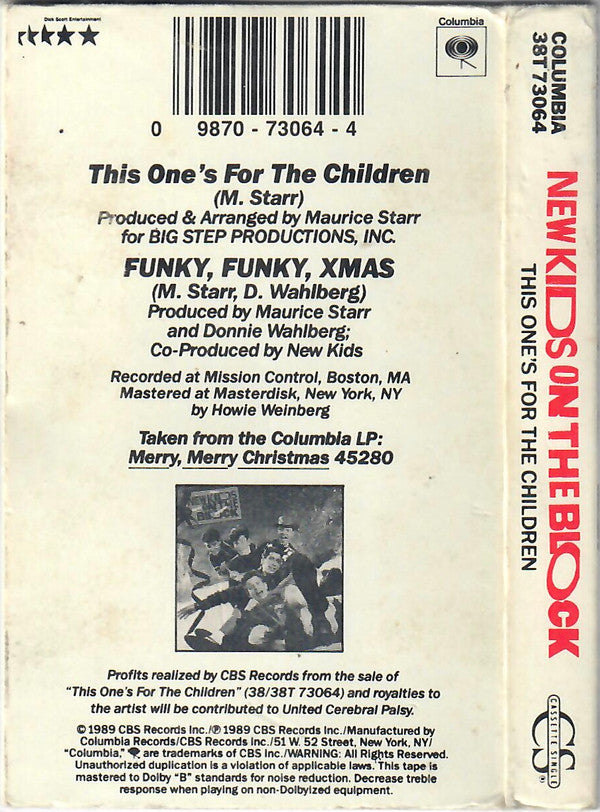 Dick Scott Entertainment
Columbia
0 9870 - 73064 - 4
This One's For The Children
(M. Starr)
Produced & Arranged by Maurice Starr
for BIG STEP PRODUCTIONS, INC.
FUNKY, FUNKY, XMAS
(M. Starr, D. Wahlberg)
Produced by Maurice Starr
and Donnie Wahlberg;
Co-Produced by New Kids
Recorded at Mission Control, Boston, MA
Mastered at Masterdisk, New York, NY
by Howie Weinberg
Taken from the Columbia LP:
Merry, Merry Christmas 45280
NEW KIDS
ON THE
BLOCK
Profits realized by CBS Records from the sale of
"This One's For The Children" (38/38T 73064) and royalties to
the artist will be contributed to United Cerebral Palsy.
© 1989 CBS Records Inc./℗ 1989 CBS Records Inc./Manufactured by
Columbia Records/CBS Records Inc./51 W. 52 Street, New York, NY/
"Columbia," are trademarks of CBS Inc./WARNING: All Rights Reserved.
Unauthorized duplication is a violation of applicable laws. This tape is
mastered to Dolby "B" standards for noise reduction. Decrease treble
response when playing on non-Dolbyized equipment.
COLUMBIA
38T 73064
NEW KIDS ON THE BLOCK
THIS ONE'S FOR THE CHILDREN
CS
CASSETTE SINGLE